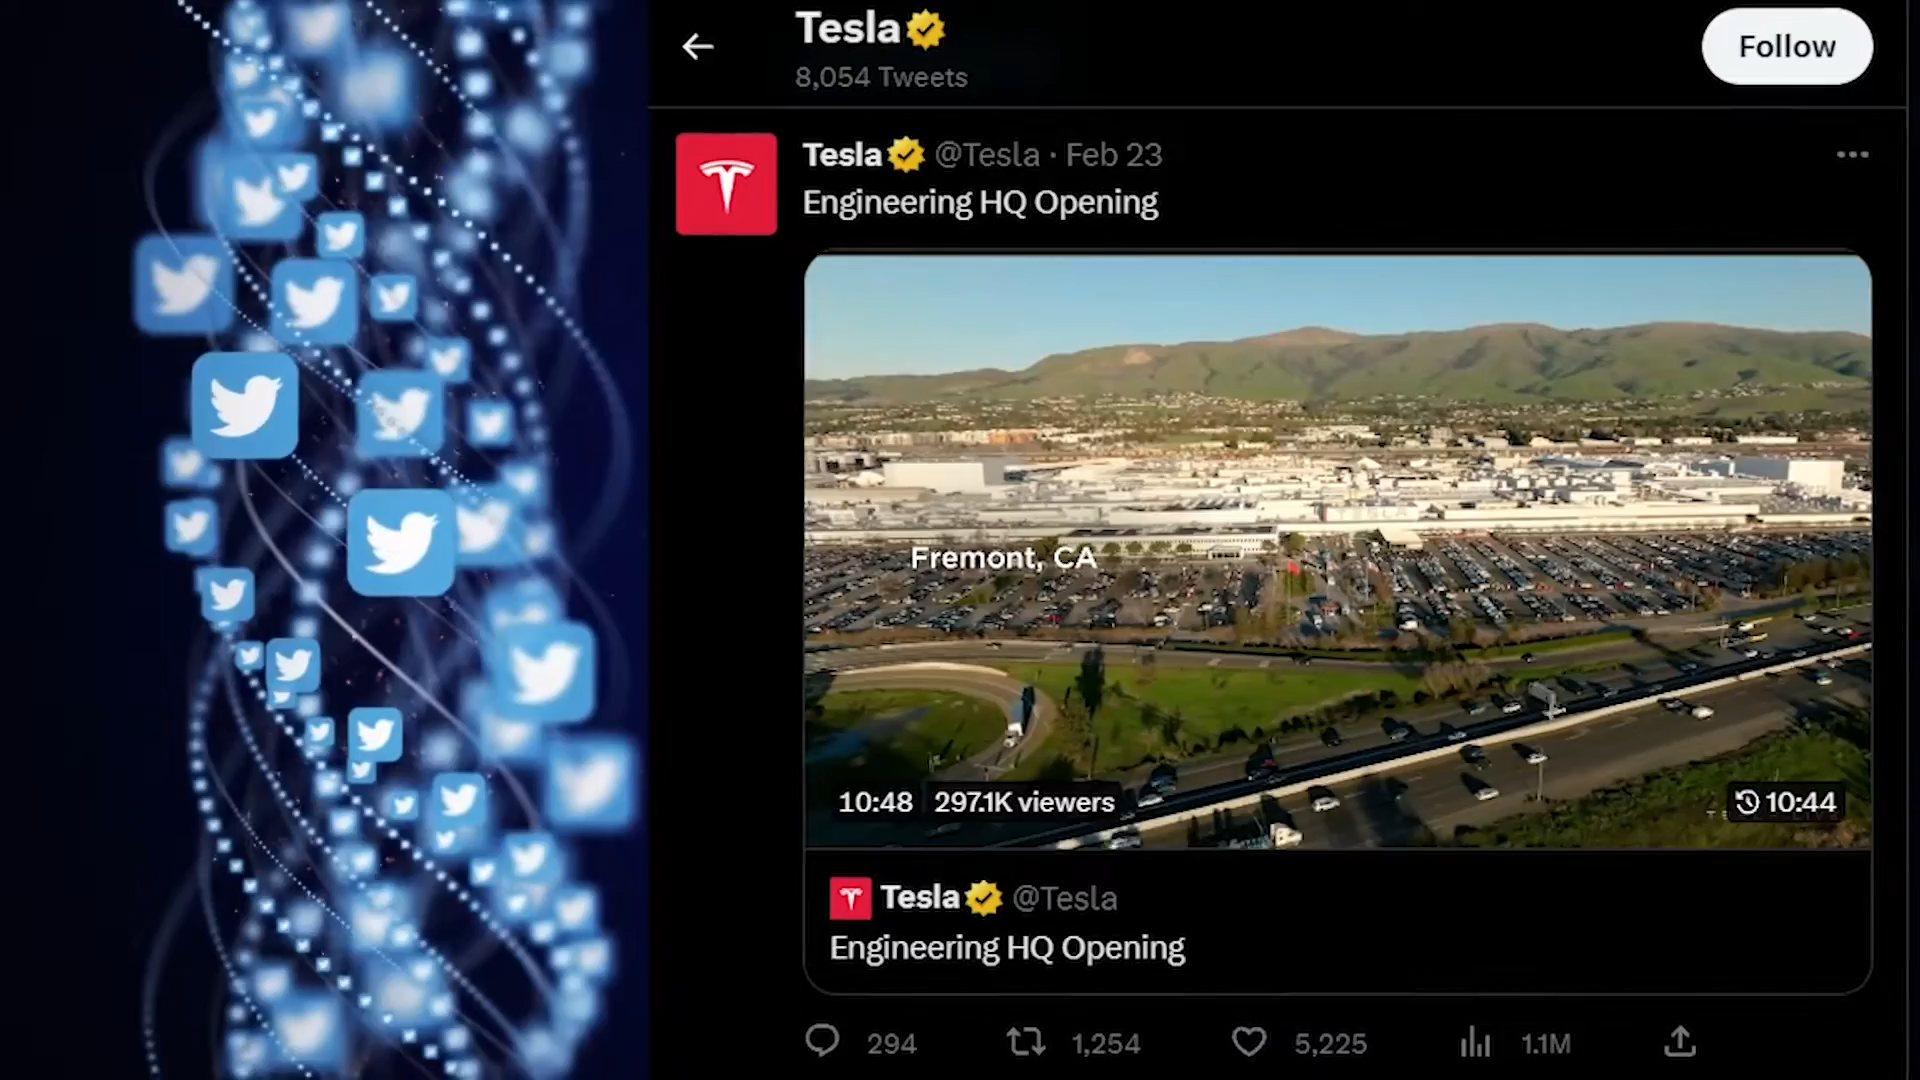 Tesla
8,054 Tweets
Follow
Tesla @Tesla · Feb 23
Engineering HQ Opening
Fremont, CA
10:48 297.1K viewers
10:44
Tesla @Tesla
Engineering HQ Opening
294 1,254 5,225 1.1M